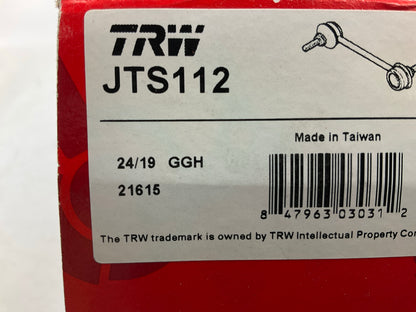 TRW
JTS112
Made in Taiwan
24/19 GGH
21615
8 47963 03031 2
The TRW trademark is owned by TRW Intellectual Property